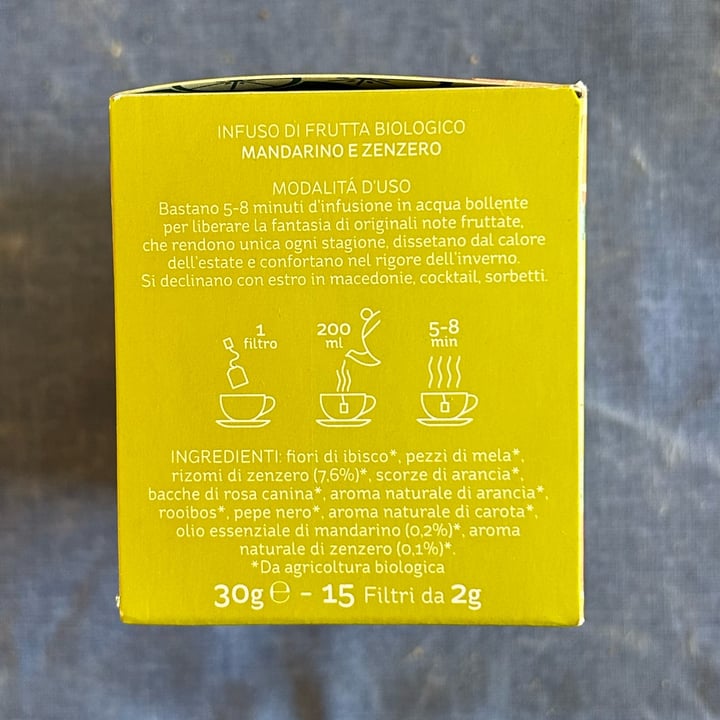 INFUSO DI FRUTTA BIOLOGICO
MANDARINO E ZENZERO
MODALITÁ D'USO
Bastano 5-8 minuti d'infusione in acqua bollente
per liberare la fantasia di originali note fruttate,
che rendono unica ogni stagione, dissetano dal calore
dell'estate e confortano nel rigore dell'inverno.
Si declinano con estro in macedonie, cocktail, sorbetti.
1 filtro
200 ml
5-8 min
INGREDIENTI: fiori di ibisco*, pezzi di mela*,
rizomi di zenzero (7,6%)*, scorze di arancia*,
bacche di rosa canina*, aroma naturale di arancia*,
rooibos*, pepe nero*, aroma naturale di carota*,
olio essenziale di mandarino (0,2%)*, aroma
naturale di zenzero (0,1%)*.
*Da agricoltura biologica
30g ℮ - 15 Filtri da 2g